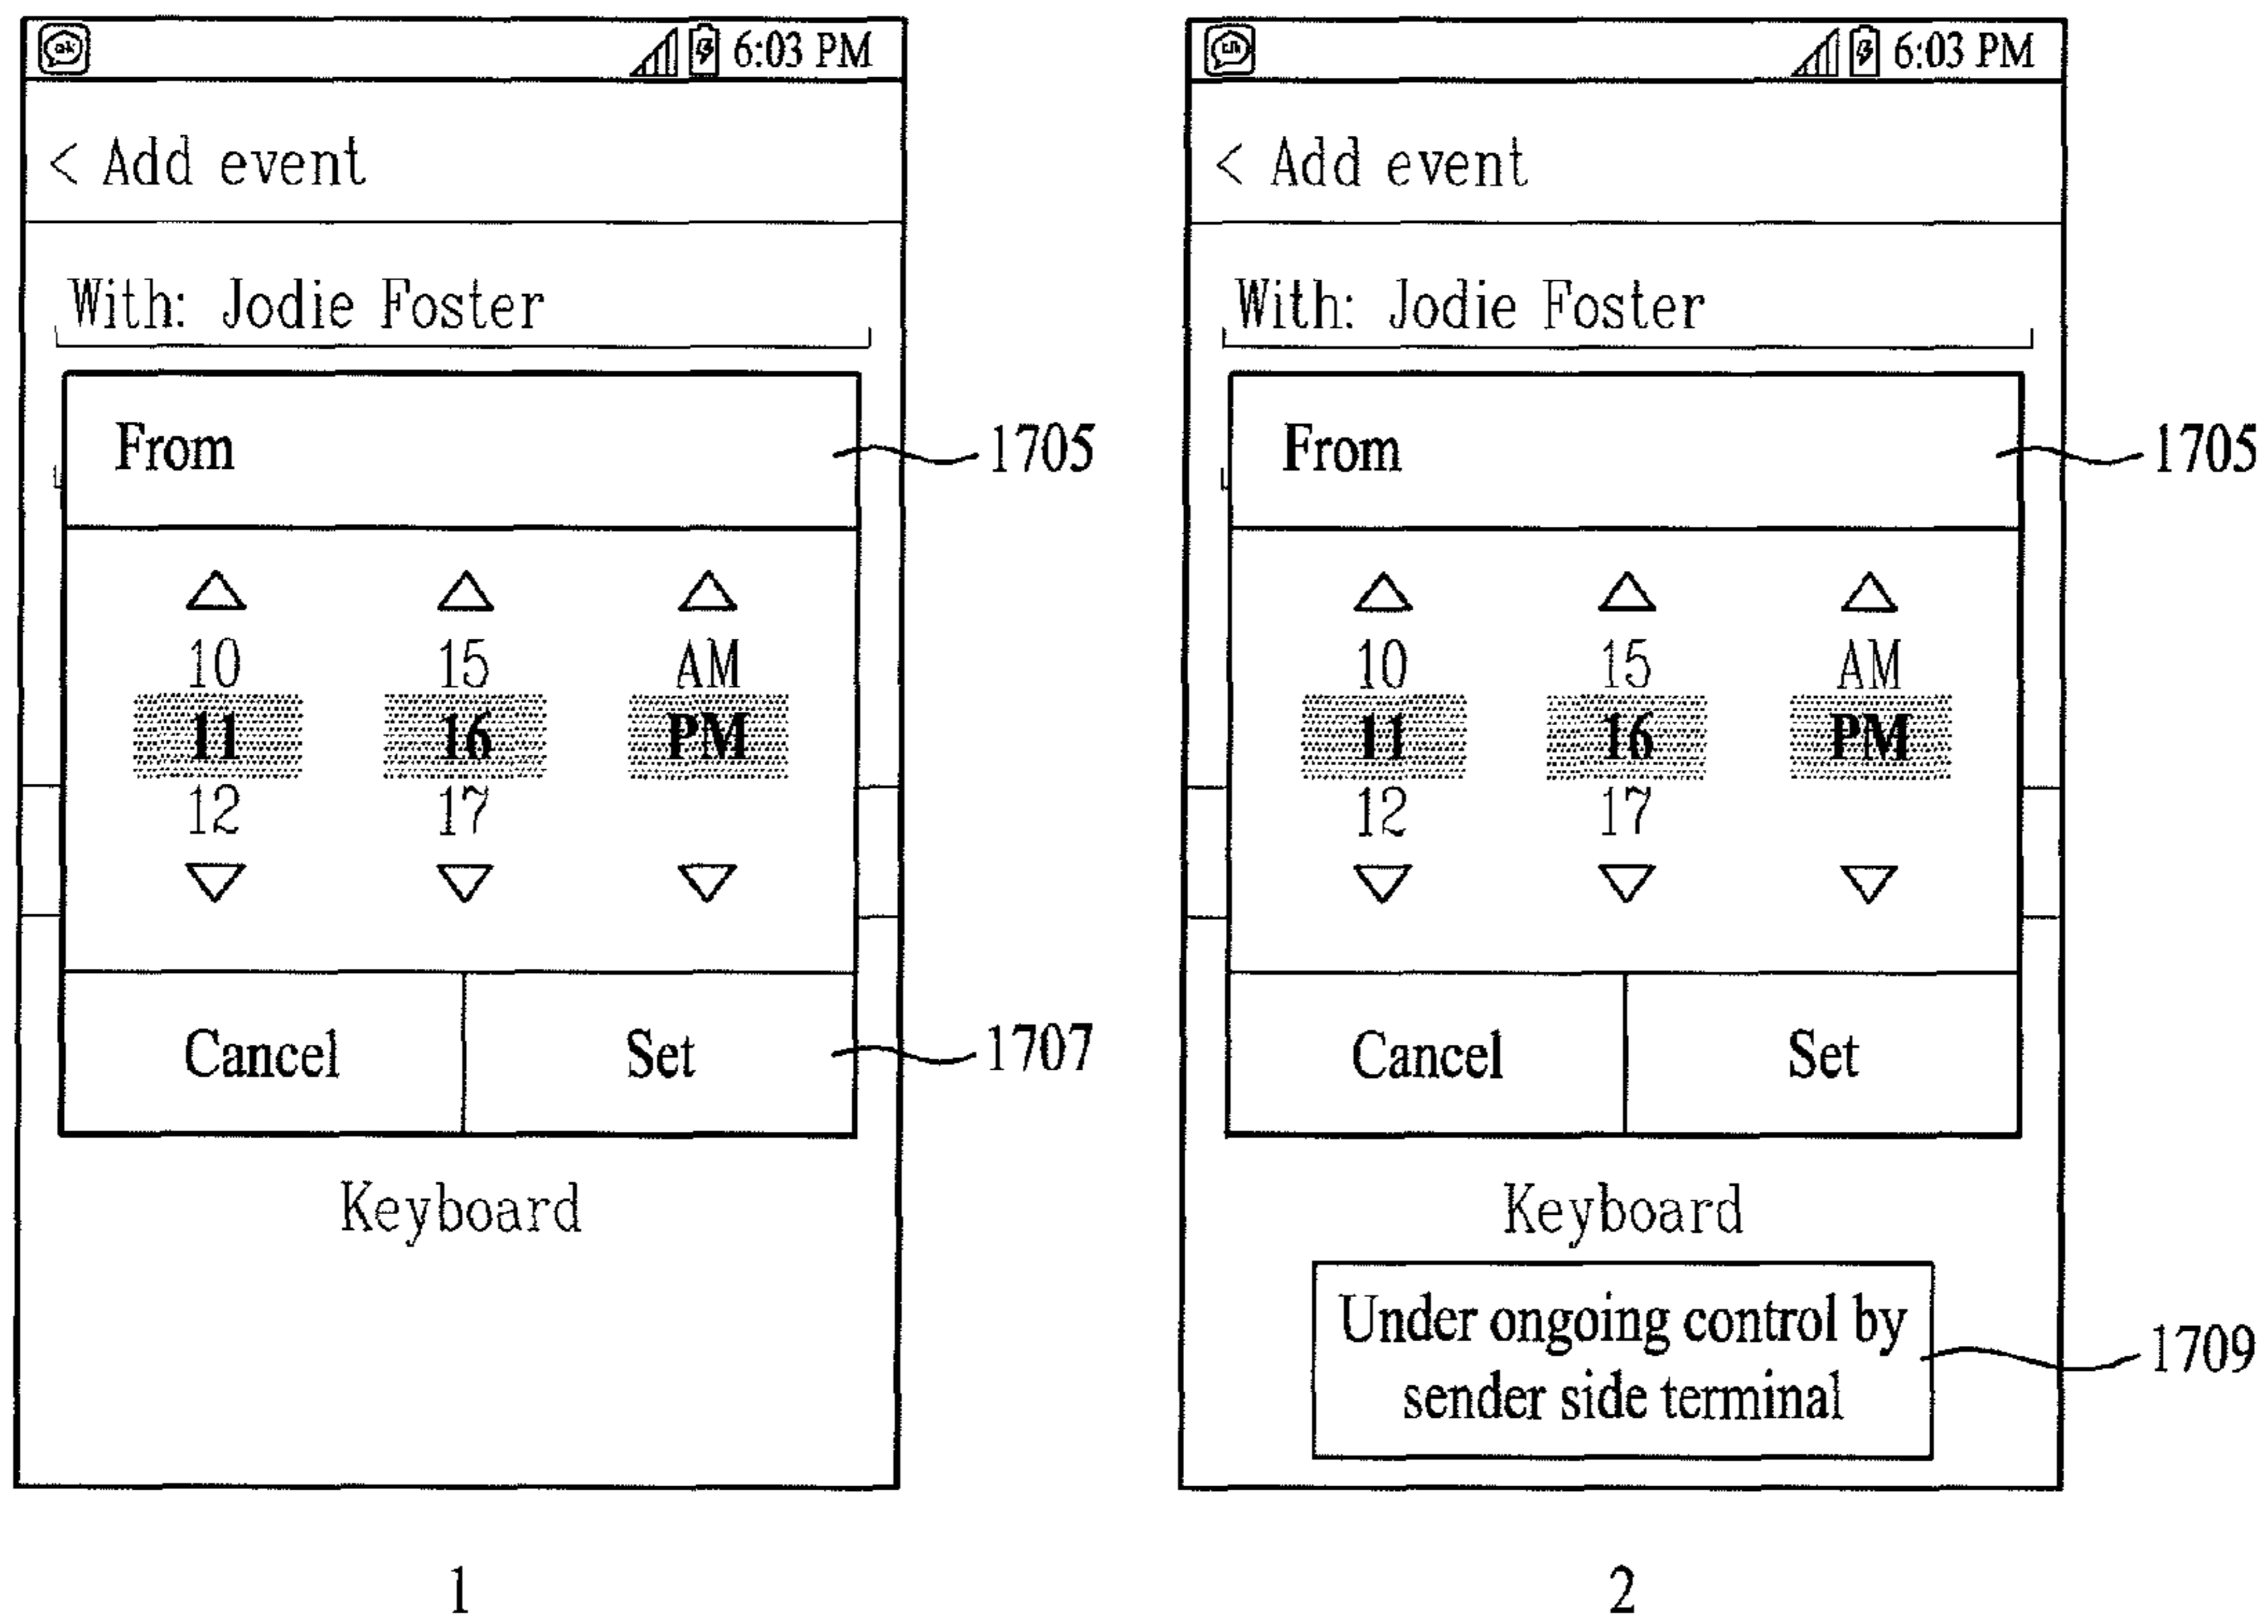 6:03 PM
< Add event
With: Jodie Foster
From
1705
10 15 AM
11 16 PM
12 17
Cancel Set
1707
Keyboard
1
6:03 PM
< Add event
With: Jodie Foster
From
1705
10 15 AM
11 16 PM
12 17
Cancel Set
Keyboard
Under ongoing control by
sender side terminal
1709
2